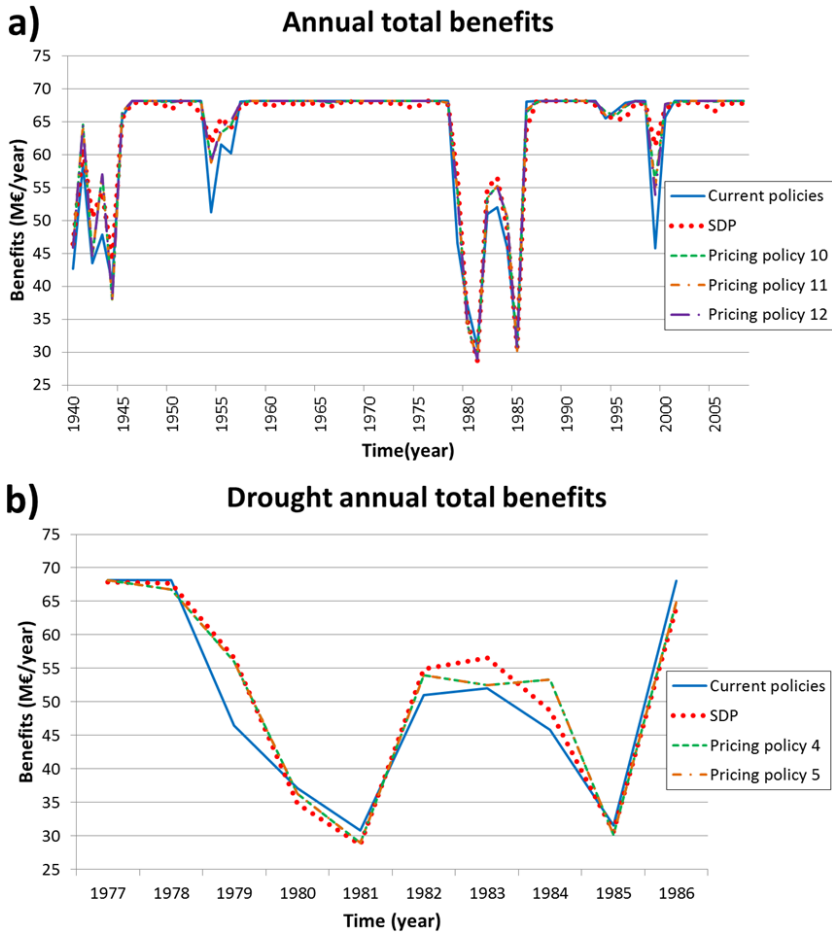 a)
Annual total benefits
Benefits (M€/year)
75
70
65
60
55
50
45
40
35
30
25
1940
1945
1950
1955
1960
1965
1970
1975
1980
1985
1990
1995
2000
2005
Time(year)
Current policies
SDP
Pricing policy 10
Pricing policy 11
Pricing policy 12
b)
Drought annual total benefits
Benefits (M€/year)
75
70
65
60
55
50
45
40
35
30
25
1977 1978 1979 1980 1981 1982 1983 1984 1985 1986
Time (year)
Current policies
SDP
Pricing policy 4
Pricing policy 5